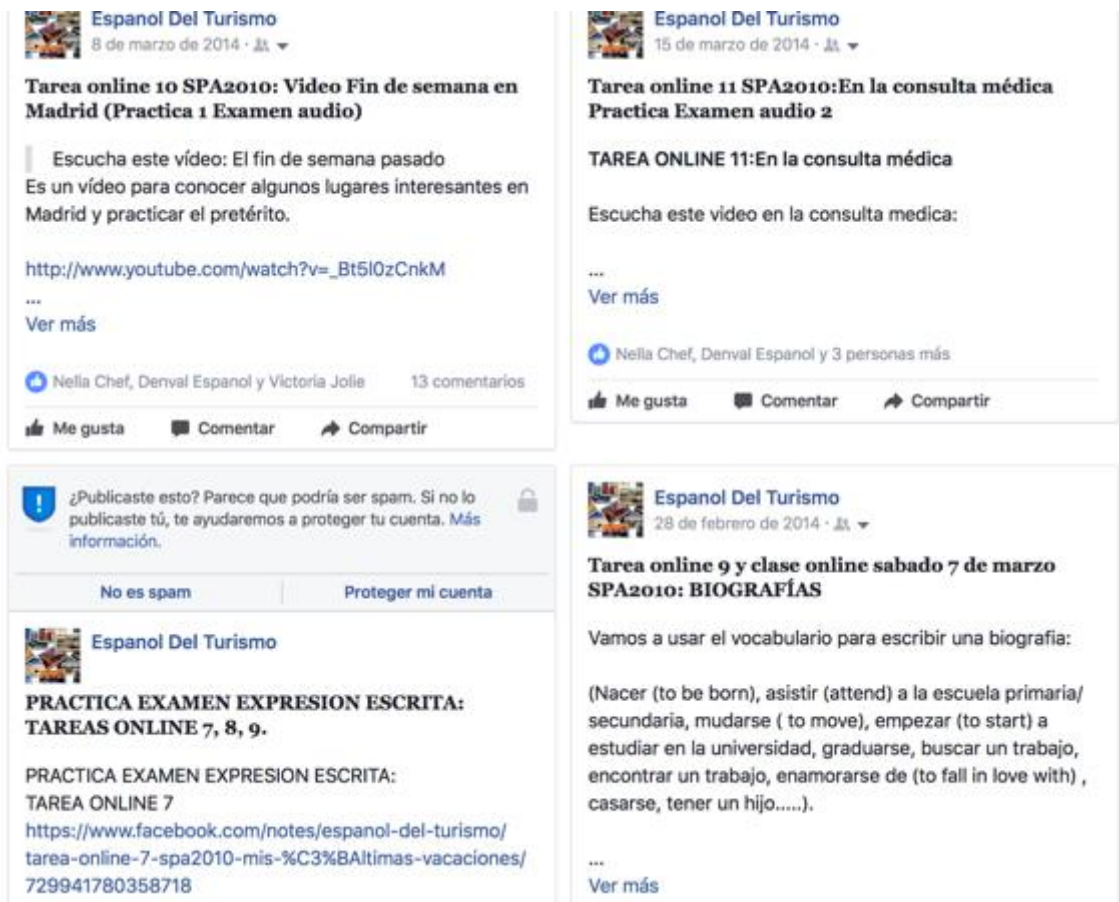 Espanol Del Turismo
8 de marzo de 2014 ·
Tarea online 10 SPA2010: Video Fin de semana en
Madrid (Practica 1 Examen audio)
Escucha este vídeo: El fin de semana pasado
Es un vídeo para conocer algunos lugares interesantes en
Madrid y practicar el pretérito.
http://www.youtube.com/watch?v=_Bt5l0zCnkM
...
Ver más
Nella Chef, Denval Espanol y Victoria Jolie 13 comentarios
Me gusta Comentar Compartir
¿Publicaste esto? Parece que podría ser spam. Si no lo
publicaste tú, te ayudaremos a proteger tu cuenta. Más
información.
No es spam Proteger mi cuenta
Espanol Del Turismo
PRACTICA EXAMEN EXPRESION ESCRITA:
TAREAS ONLINE 7, 8, 9.
PRACTICA EXAMEN EXPRESION ESCRITA:
TAREA ONLINE 7
https://www.facebook.com/notes/espanol-del-turismo/
tarea-online-7-spa2010-mis-%C3%BAltimas-vacaciones/
729941780358718
Espanol Del Turismo
15 de marzo de 2014 ·
Tarea online 11 SPA2010:En la consulta médica
Practica Examen audio 2
TAREA ONLINE 11:En la consulta médica
Escucha este video en la consulta medica:
...
Ver más
Nella Chef, Denval Espanol y 3 personas más
Me gusta Comentar Compartir
Espanol Del Turismo
28 de febrero de 2014 ·
Tarea online 9 y clase online sabado 7 de marzo
SPA2010: BIOGRAFÍAS
Vamos a usar el vocabulario para escribir una biografia:
(Nacer (to be born), asistir (attend) a la escuela primaria/
secundaria, mudarse ( to move), empezar (to start) a
estudiar en la universidad, graduarse, buscar un trabajo,
encontrar un trabajo, enamorarse de (to fall in love with) ,
casarse, tener un hijo.....).
...
Ver más